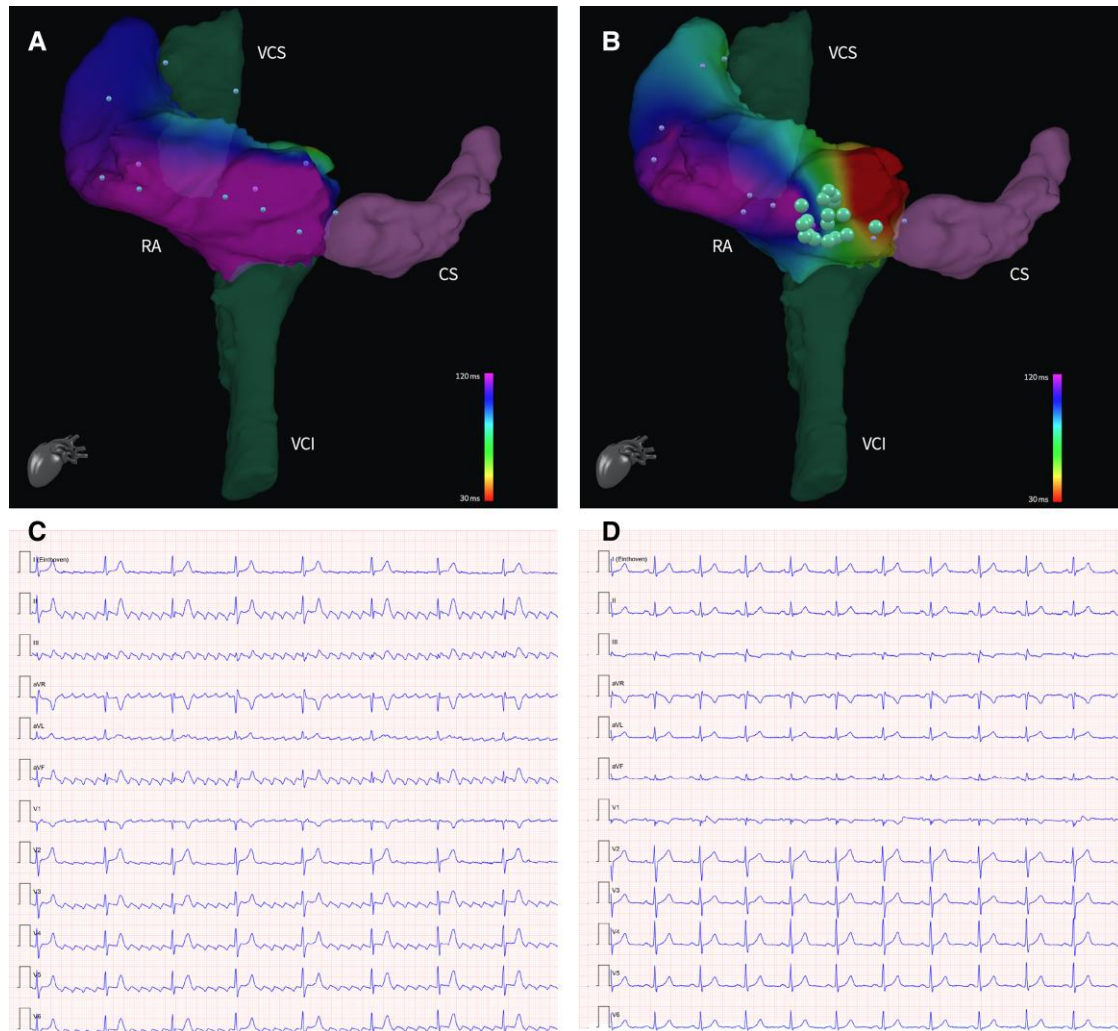 A
VCS
RA
CS
120 ms
30 ms
VCI
B
VCS
RA
CS
120 ms
30 ms
VCI
C
I (Einthoven)
II
III
aVR
aVL
aVF
V1
V2
V3
V4
V5
V6
D
I (Einthoven)
II
III
aVR
aVL
aVF
V1
V2
V3
V4
V5
V6